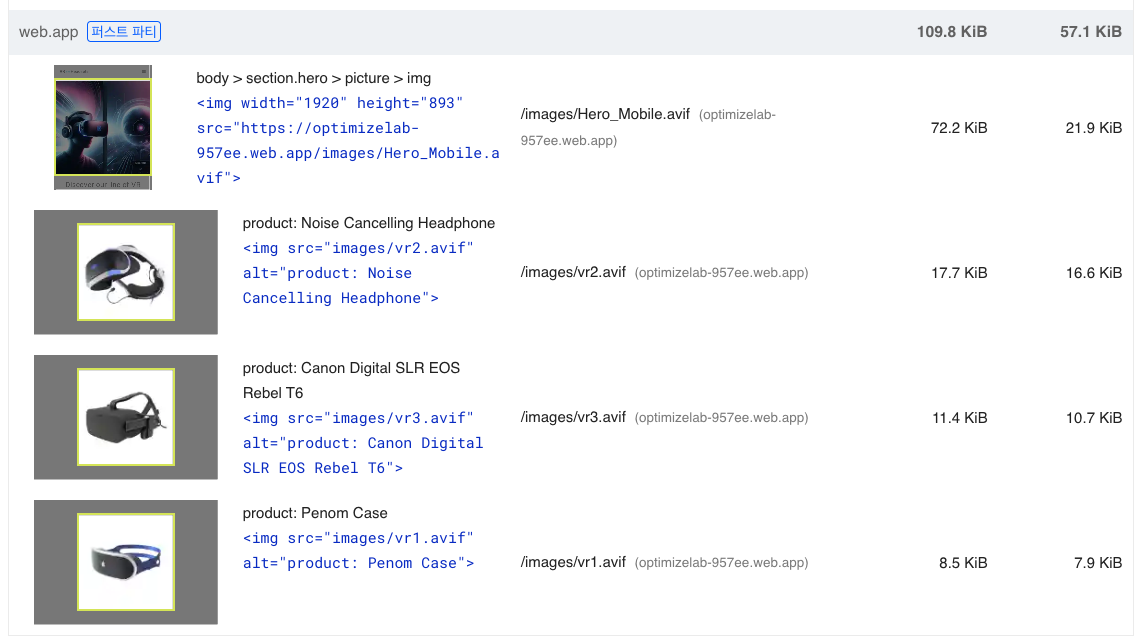 web.app 퍼스트 파티 109.8 KiB 57.1 KiB
body > section.hero > picture > img
<img width="1920" height="893"
src="https://optimizelab-
957ee.web.app/images/Hero_Mobile.a
vif">
/images/Hero_Mobile.avif (optimizelab-
957ee.web.app)
72.2 KiB 21.9 KiB
Discover our line of VR
product: Noise Cancelling Headphone
<img src="images/vr2.avif"
alt="product: Noise
Cancelling Headphone">
/images/vr2.avif (optimizelab-957ee.web.app) 17.7 KiB 16.6 KiB
product: Canon Digital SLR EOS
Rebel T6
<img src="images/vr3.avif"
alt="product: Canon Digital
SLR EOS Rebel T6">
/images/vr3.avif (optimizelab-957ee.web.app) 11.4 KiB 10.7 KiB
product: Penom Case
<img src="images/vr1.avif"
alt="product: Penom Case">
/images/vr1.avif (optimizelab-957ee.web.app) 8.5 KiB 7.9 KiB